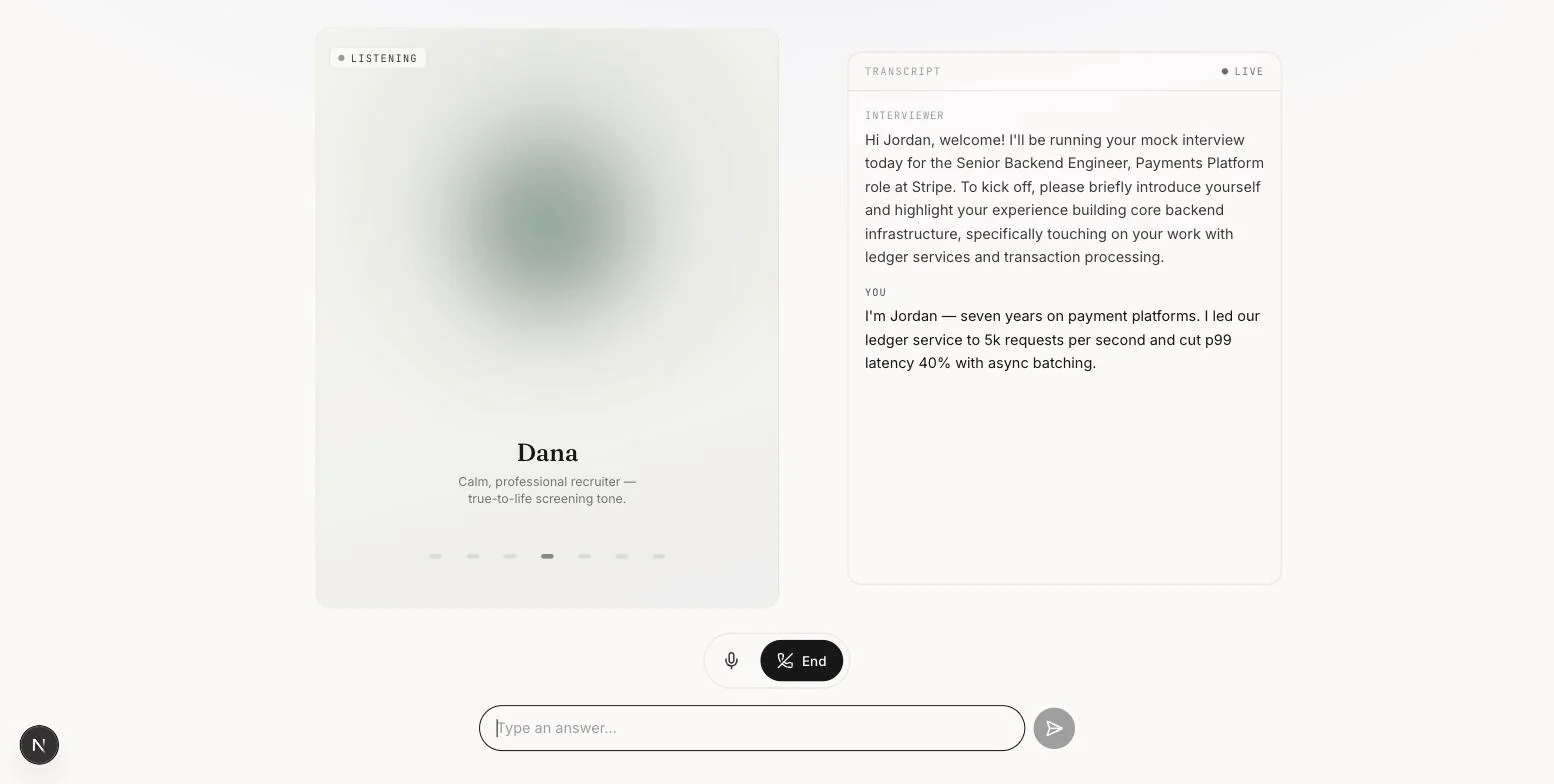 LISTENING
Dana
Calm, professional recruiter —
true-to-life screening tone.
TRANSCRIPT
LIVE
INTERVIEWER
Hi Jordan, welcome! I'll be running your mock interview
today for the Senior Backend Engineer, Payments Platform
role at Stripe. To kick off, please briefly introduce yourself
and highlight your experience building core backend
infrastructure, specifically touching on your work with
ledger services and transaction processing.
YOU
I'm Jordan — seven years on payment platforms. I led our
ledger service to 5k requests per second and cut p99
latency 40% with async batching.
End
Type an answer...
N